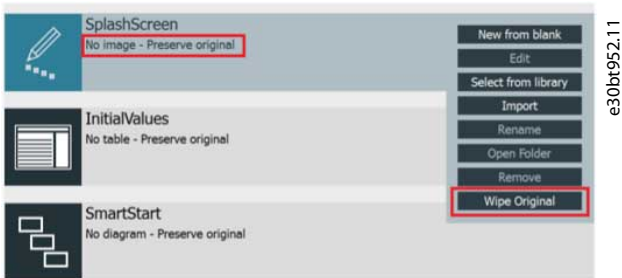 SplashScreen
No image - Preserve original
New from blank
Edit
Select from library
Import
Rename
Open Folder
Remove
Wipe Original
InitialValues
No table - Preserve original
SmartStart
No diagram - Preserve original
e30bt952.11